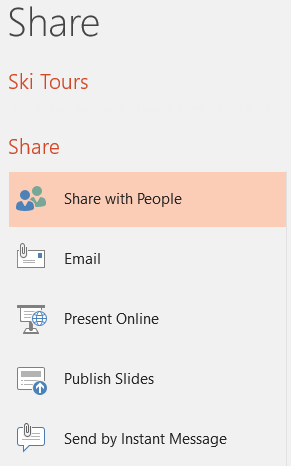 Share
Ski Tours
Share
Share with People
Email
Present Online
Publish Slides
Send by Instant Message